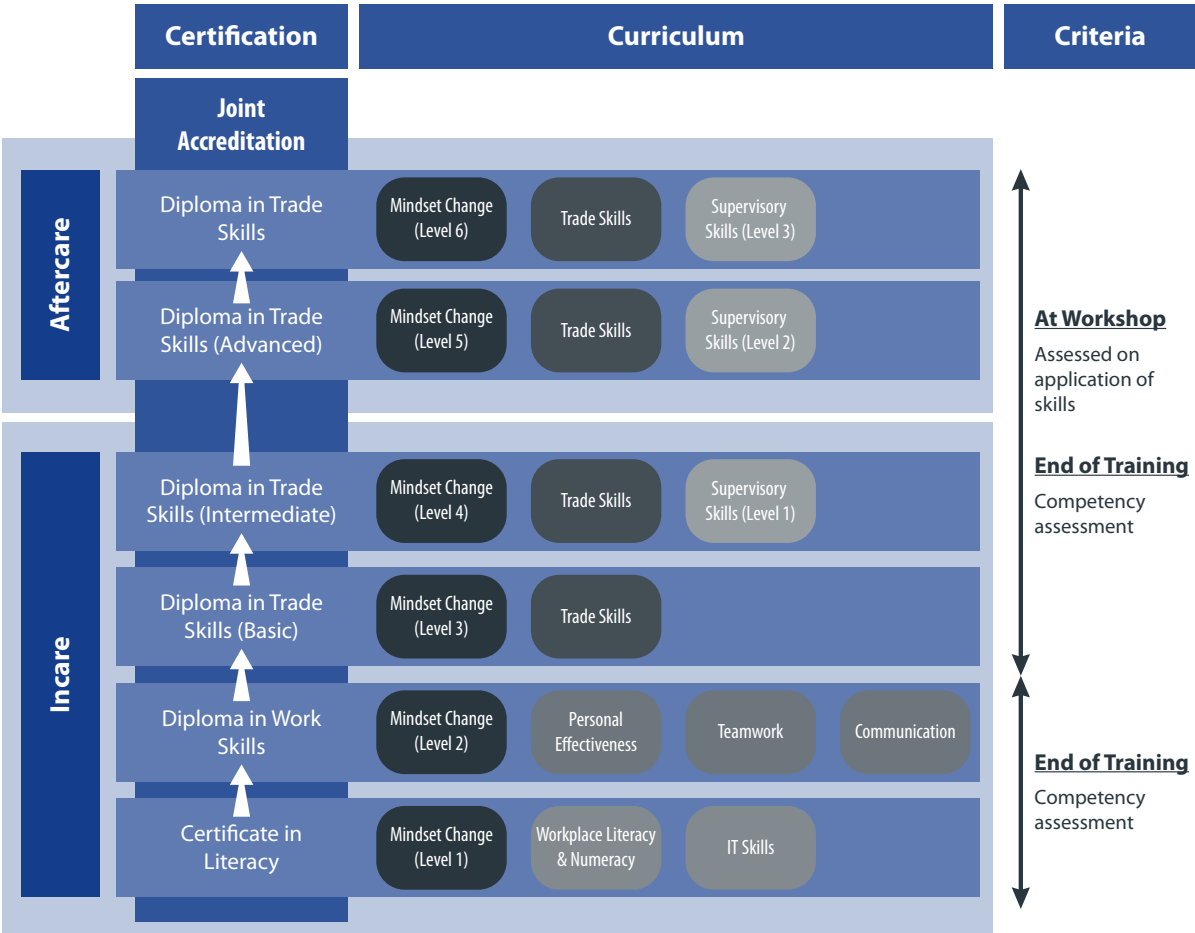 Certification
Curriculum
Criteria
Joint
Accreditation
Aftercare
Diploma in Trade
Skills
Mindset Change
(Level 6)
Trade Skills
Supervisory
Skills (Level 3)
Diploma in Trade
Skills (Advanced)
Mindset Change
(Level 5)
Trade Skills
Supervisory
Skills (Level 2)
At Workshop
Assessed on
application of
skills
End of Training
Competency
assessment
Incare
Diploma in Trade
Skills (Intermediate)
Mindset Change
(Level 4)
Trade Skills
Supervisory
Skills (Level 1)
Diploma in Trade
Skills (Basic)
Mindset Change
(Level 3)
Trade Skills
Diploma in Work
Skills
Mindset Change
(Level 2)
Personal
Effectiveness
Teamwork
Communication
Certificate in
Literacy
Mindset Change
(Level 1)
Workplace Literacy
& Numeracy
IT Skills
End of Training
Competency
assessment